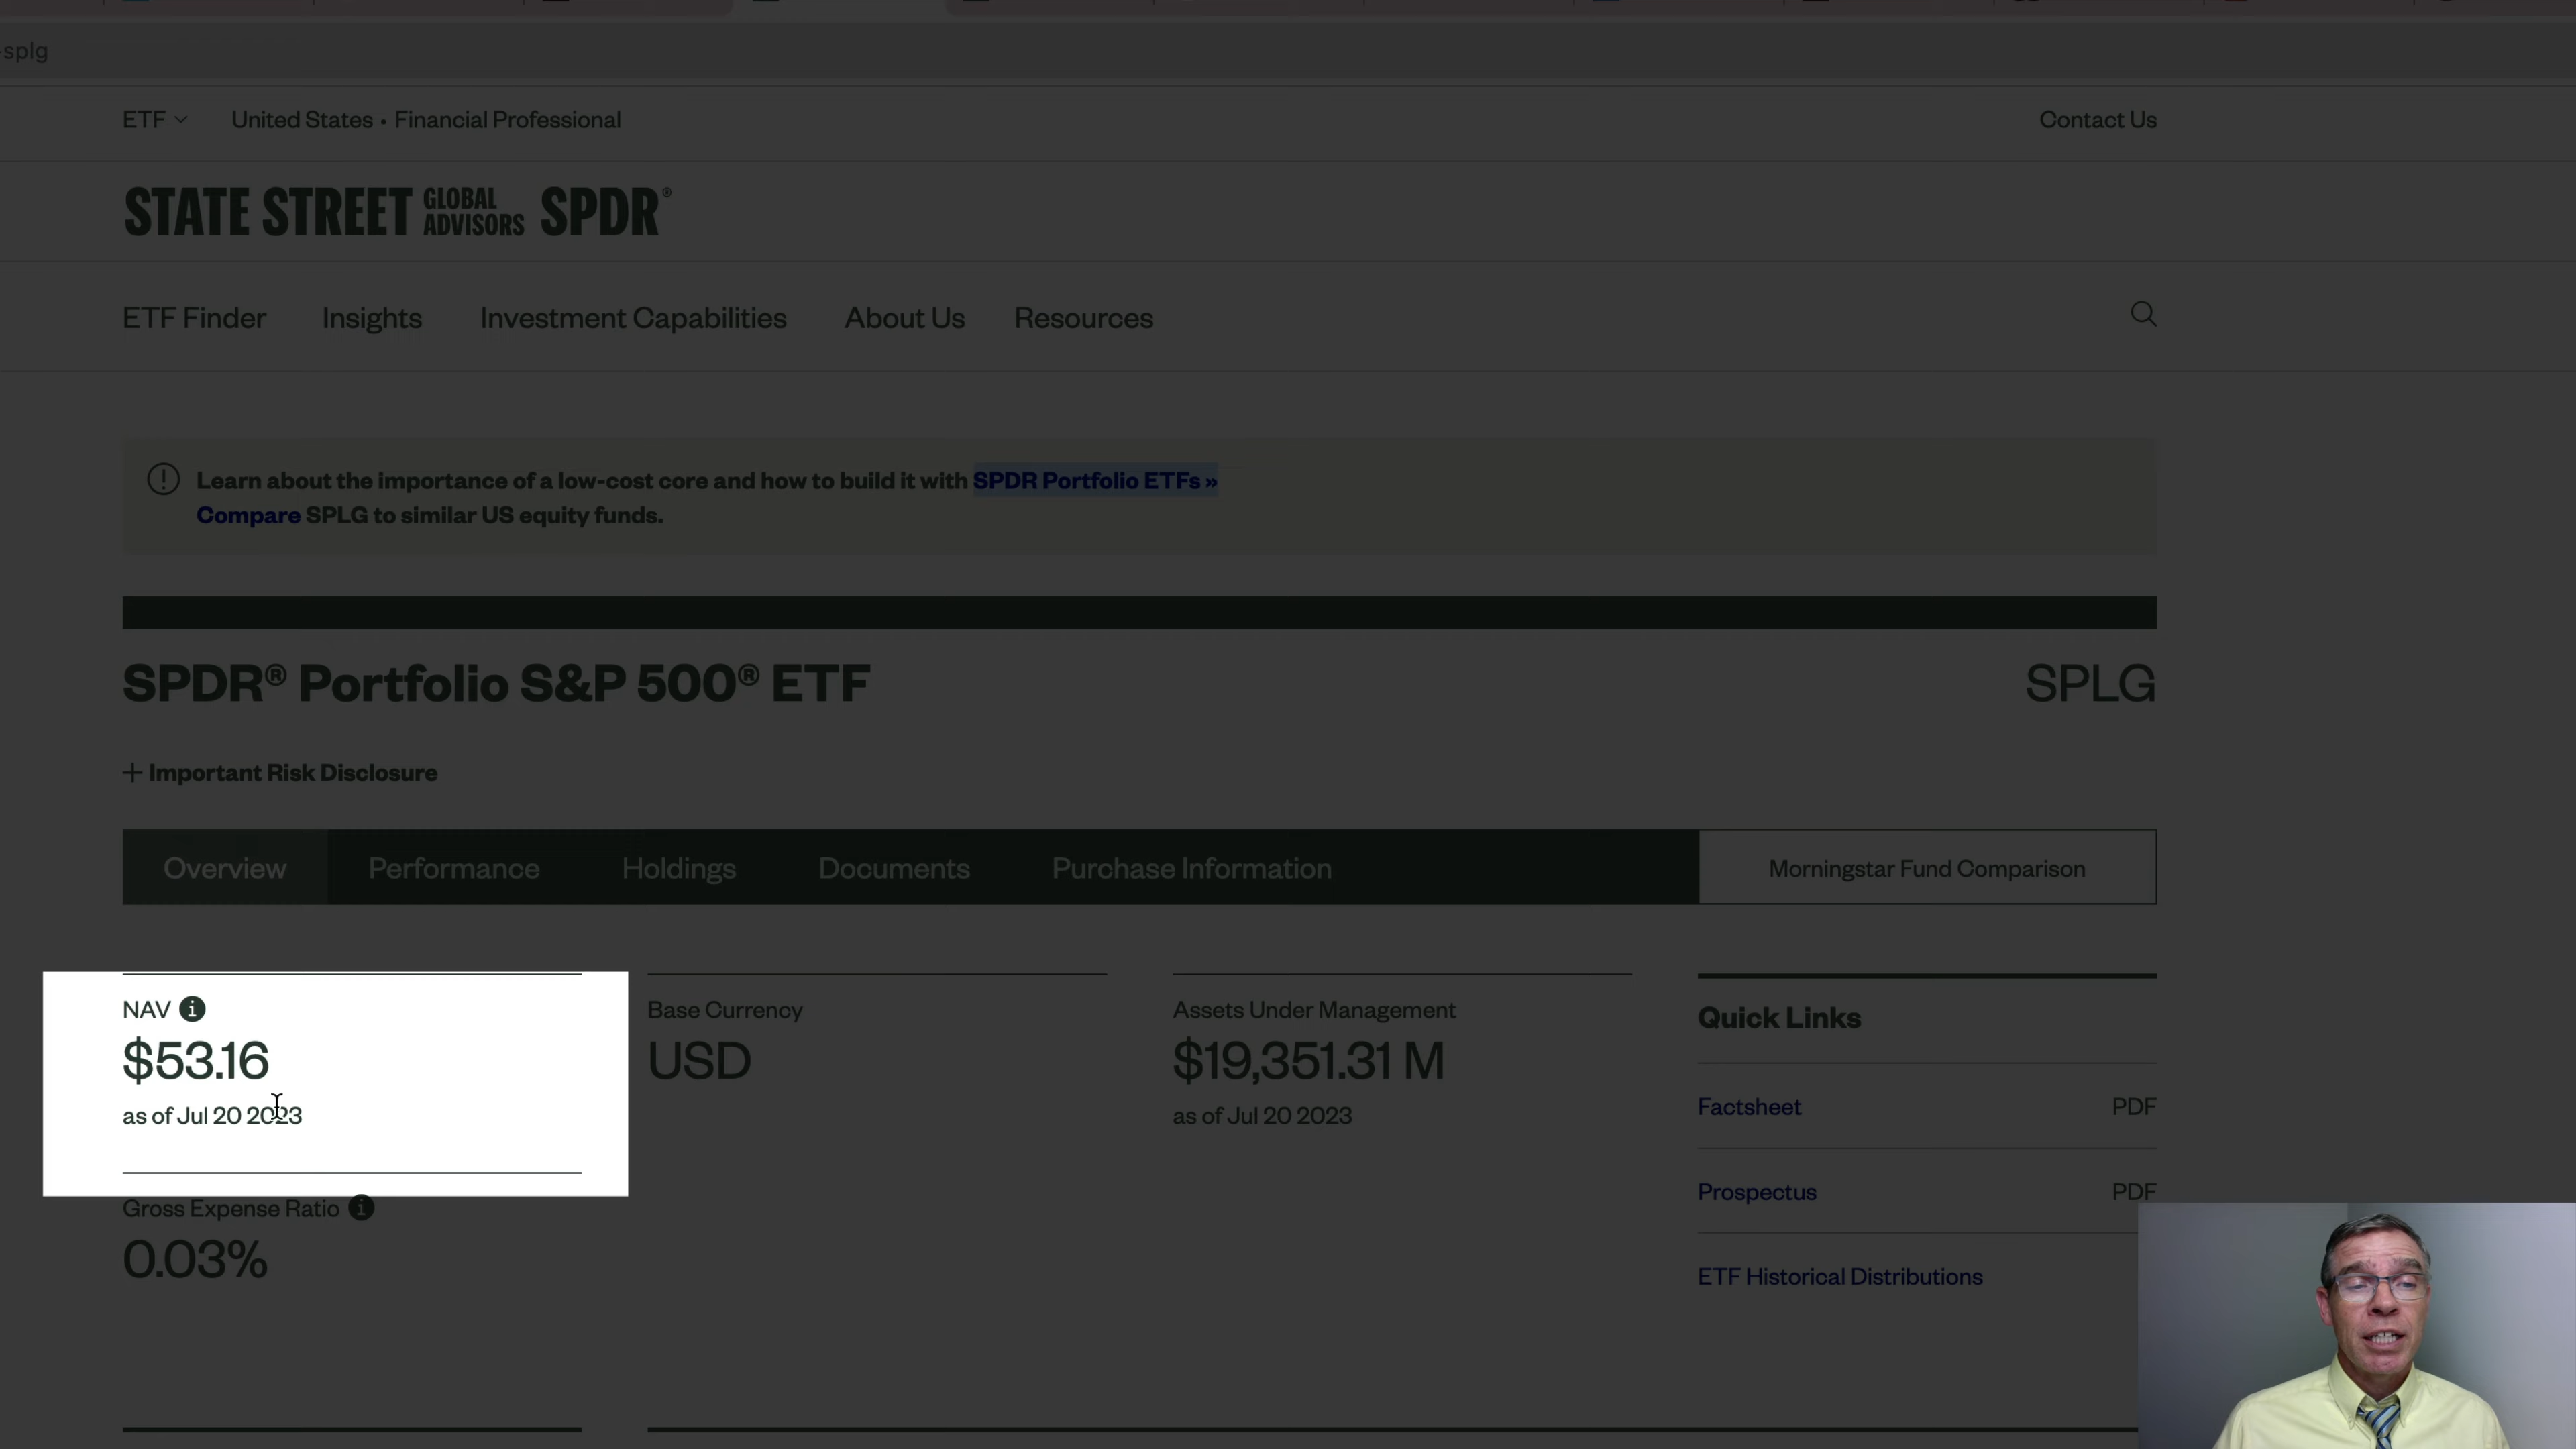 -splg
ETF
United States • Financial Professional
Contact Us
STATE STREET GLOBAL ADVISORS SPDR®
ETF Finder
Insights
Investment Capabilities
About Us
Resources
Learn about the importance of a low-cost core and how to build it with SPDR Portfolio ETFs »
Compare SPLG to similar US equity funds.
SPDR® Portfolio S&P 500® ETF
SPLG
+ Important Risk Disclosure
Overview
Performance
Holdings
Documents
Purchase Information
Morningstar Fund Comparison
NAV
$53.16
as of Jul 20 2023
Base Currency
USD
Assets Under Management
$19,351.31 M
as of Jul 20 2023
Gross Expense Ratio
0.03%
Quick Links
Factsheet PDF
Prospectus PDF
ETF Historical Distributions